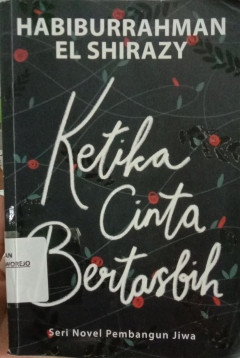 HABIBURRAHMAN
EL SHIRAZY
Ketika
Cinta
Bertasbih
Seri Novel Pembangun Jiwa